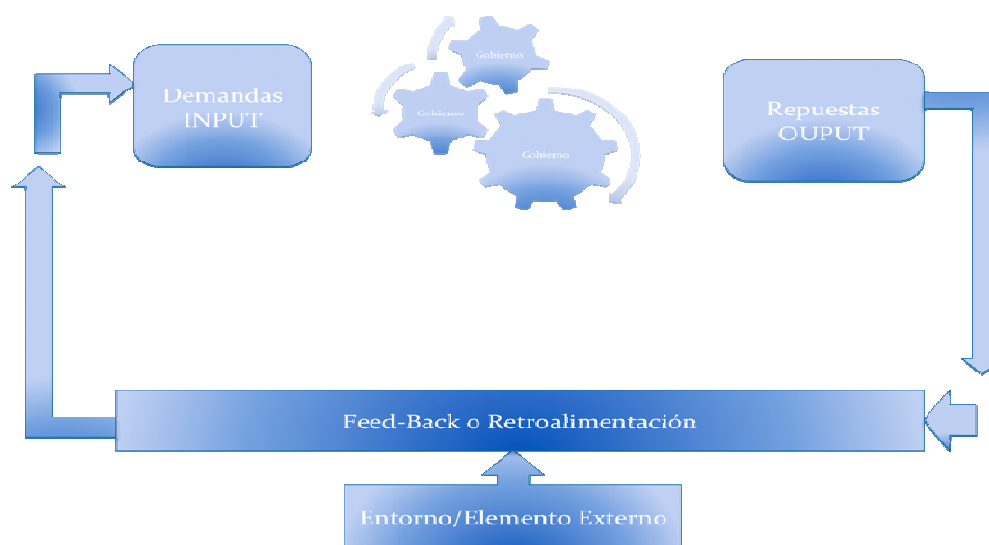 Gobierno
Demandas
INPUT
Gobierno
Gobierno
Repuestas
OUPUT
Feed-Back o Retroalimentación
Entorno/Elemento Externo